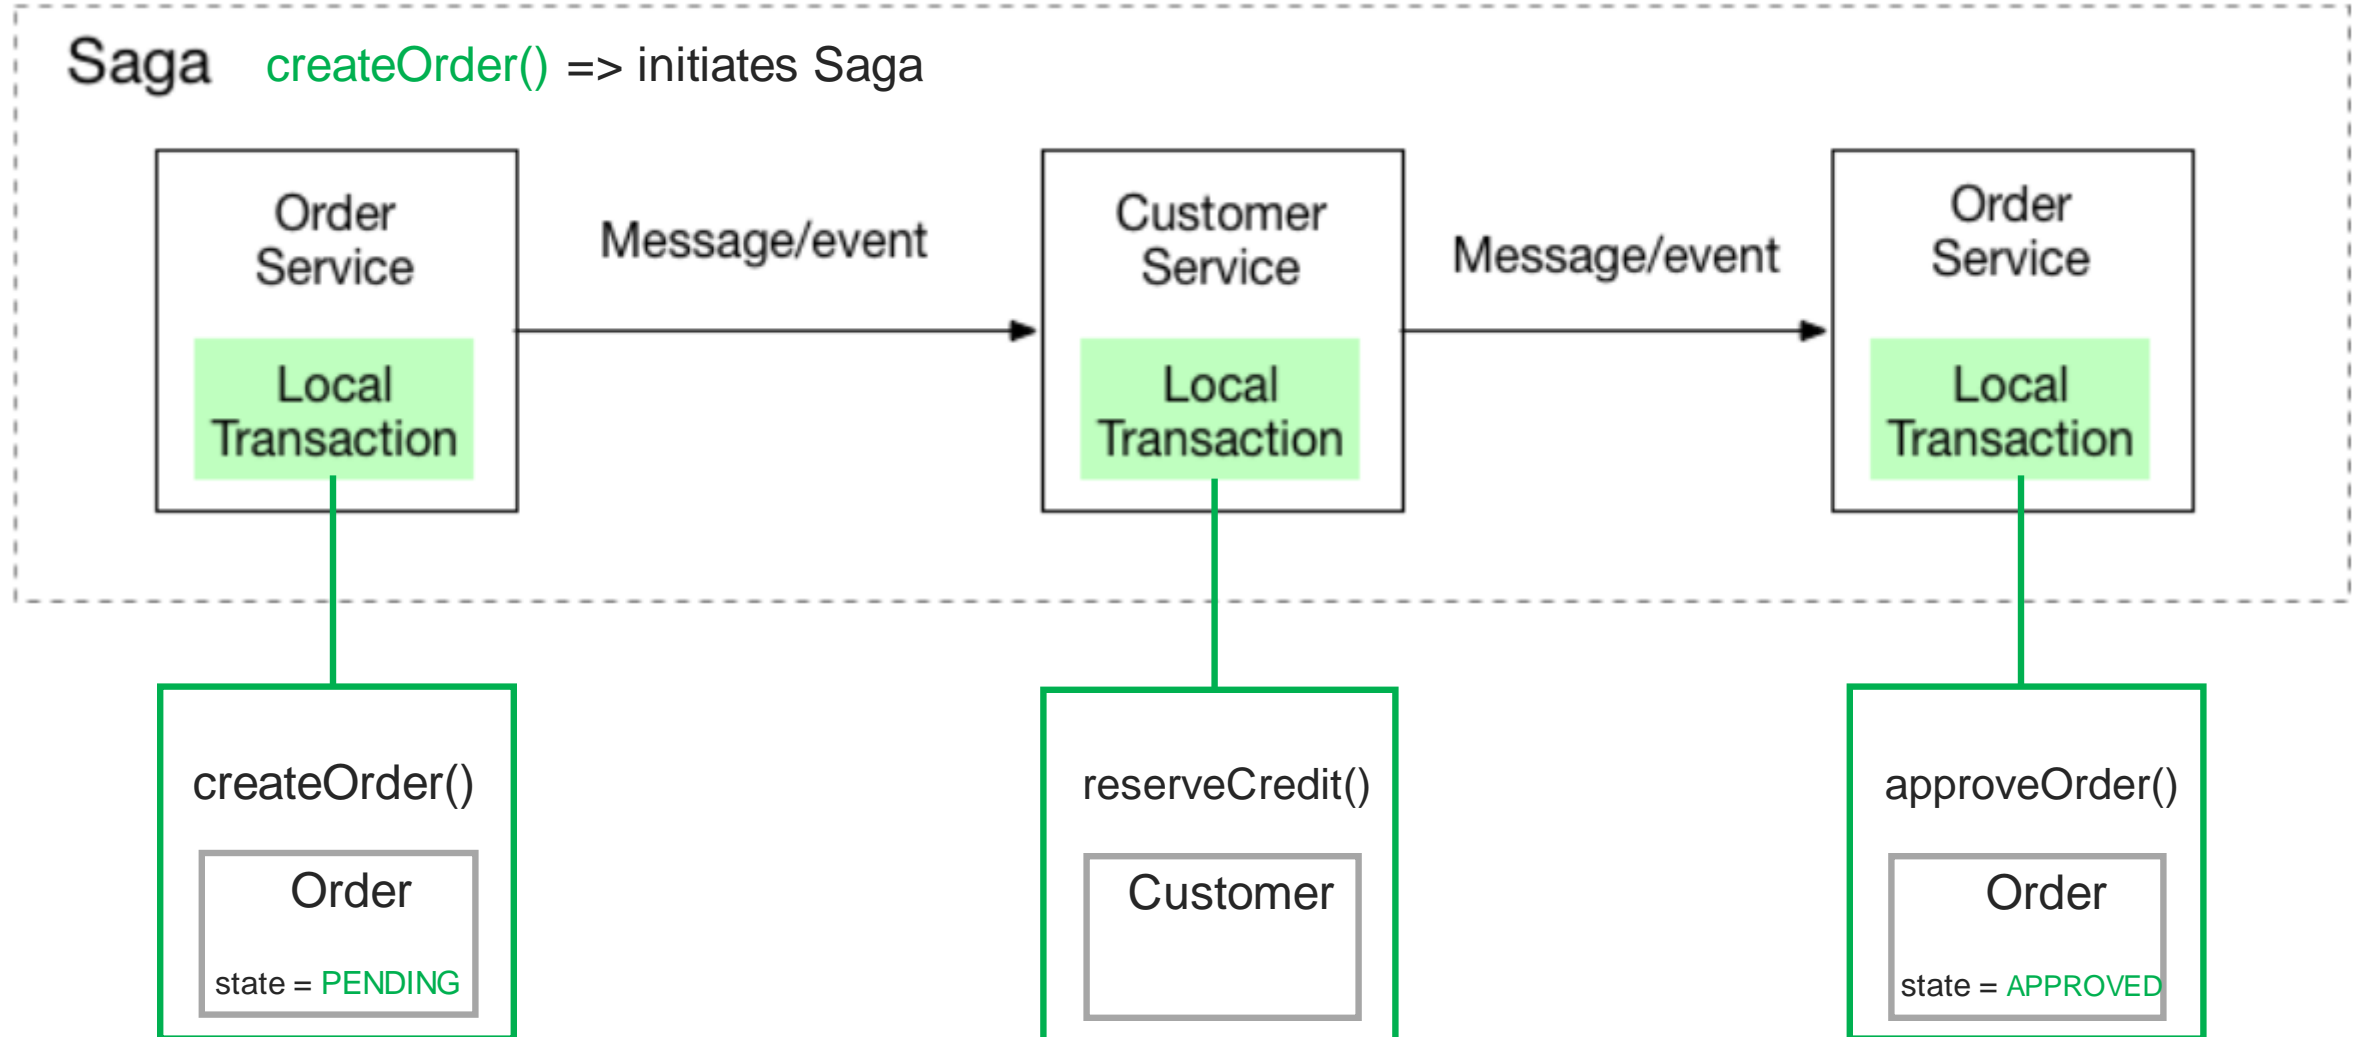 Saga createOrder() => initiates Saga
Order
Service
Message/event
Customer
Service
Message/event
Order
Service
Local
Transaction
Local
Transaction
Local
Transaction
createOrder()
reserveCredit()
approveOrder()
Order
Customer
Order
state = PENDING
state = APPROVED